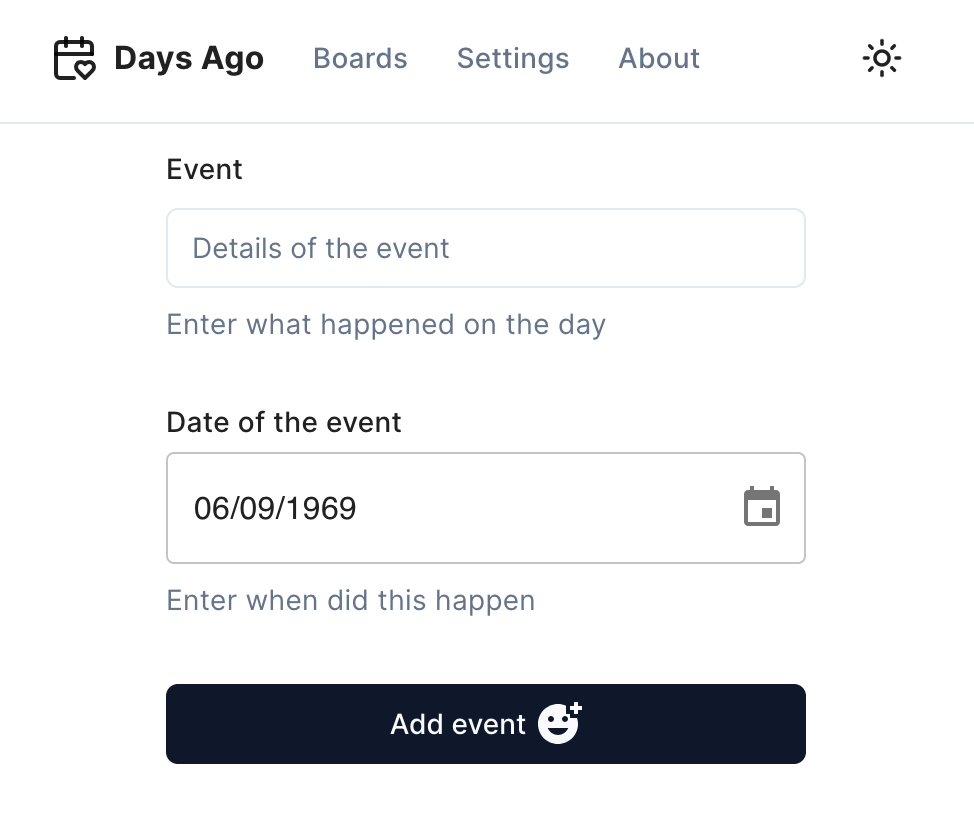 Days Ago Boards Settings About
Event
Details of the event
Enter what happened on the day
Date of the event
06/09/1969
Enter when did this happen
Add event